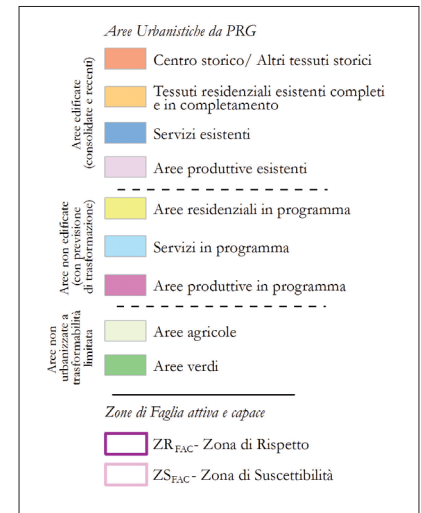 Aree Urbanistiche da PRG
Aree edificate
(consolidate e recenti)
Centro storico/ Altri tessuti storici
Tessuti residenziali esistenti completi
e in completamento
Servizi esistenti
Aree produttive esistenti
Aree non edificate
(con previsione
di trasformazione)
Aree residenziali in programma
Servizi in programma
Aree produttive in programma
Aree non
urbanizzate a
trasformabilità
limitata
Aree agricole
Aree verdi
Zone di Faglia attiva e capace
ZRFAC- Zona di Rispetto
ZSFAC- Zona di Suscettibilità